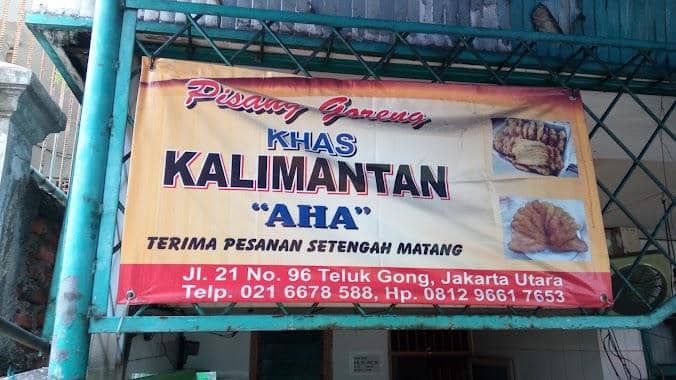 Pisang Goreng
KHAS
KALIMANTAN
"AHA"
TERIMA PESANAN SETENGAH MATANG
Jl. 21 No. 96 Teluk Gong, Jakarta Utara
Telp. 021 6678 588, Hp. 0812 9661 7653